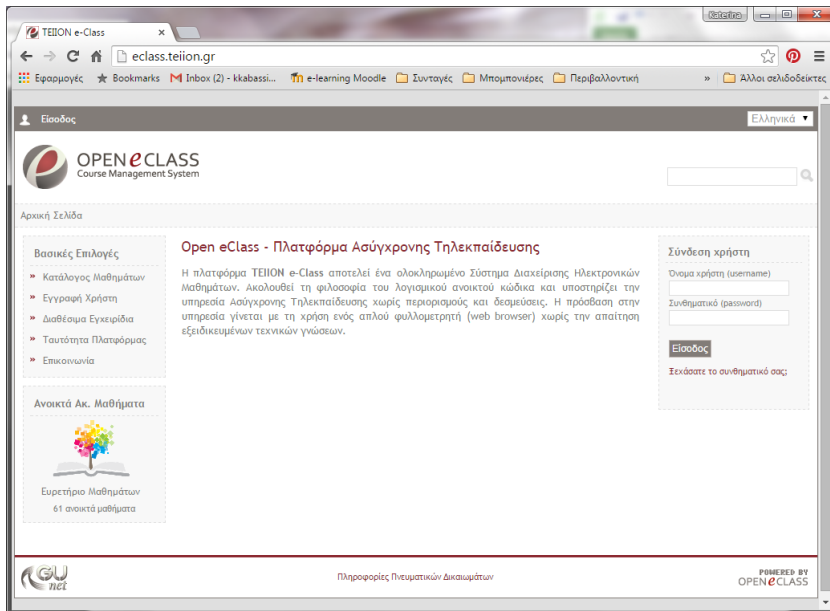 Katerina
TEIION e-Class
eclass.teiion.gr
Εφαρμογές Bookmarks Inbox (2) - kkabassi... e-learning Moodle Συνταγές Μπομπονιέρες Περιβαλλοντική » Άλλοι σελιδοδείκτες
Είσοδος
Ελληνικά
OPEN eCLASS
Course Management System
Αρχική Σελίδα
Βασικές Επιλογές
» Κατάλογος Μαθημάτων
» Εγγραφή Χρήστη
» Διαθέσιμα Εγχειρίδια
» Ταυτότητα Πλατφόρμας
» Επικοινωνία
Ανοικτά Ακ. Μαθήματα
Ευρετήριο Μαθημάτων
61 ανοικτά μαθήματα
Open eClass - Πλατφόρμα Ασύγχρονης Τηλεκπαίδευσης
Η πλατφόρμα TEIION e-Class αποτελεί ένα ολοκληρωμένο Σύστημα Διαχείρισης Ηλεκτρονικών
Μαθημάτων. Ακολουθεί τη φιλοσοφία του λογισμικού ανοικτού κώδικα και υποστηρίζει την
υπηρεσία Ασύγχρονης Τηλεκπαίδευσης χωρίς περιορισμούς και δεσμεύσεις. Η πρόσβαση στην
υπηρεσία γίνεται με τη χρήση ενός απλού φυλλομετρητή (web browser) χωρίς την απαίτηση
εξειδικευμένων τεχνικών γνώσεων.
Σύνδεση χρήστη
Όνομα χρήστη (username)
Συνθηματικό (password)
Είσοδος
Ξεχάσατε το συνθηματικό σας;
GU
net
Πληροφορίες Πνευματικών Δικαιωμάτων
POWERED BY
OPEN eCLASS